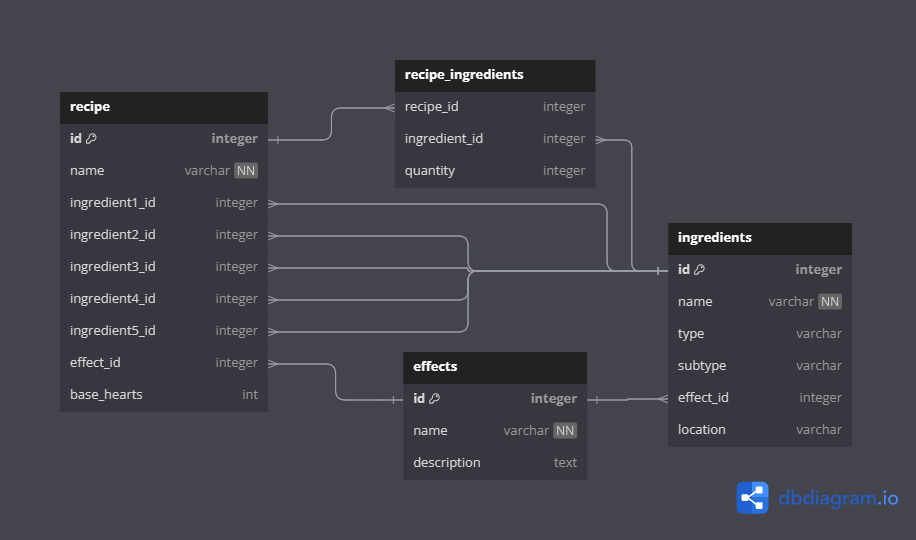 recipe
id integer
name varchar NN
ingredient1_id integer
ingredient2_id integer
ingredient3_id integer
ingredient4_id integer
ingredient5_id integer
effect_id integer
base_hearts int
recipe_ingredients
recipe_id integer
ingredient_id integer
quantity integer
effects
id integer
name varchar NN
description text
ingredients
id integer
name varchar NN
type varchar
subtype varchar
effect_id integer
location varchar
dbdiagram.io